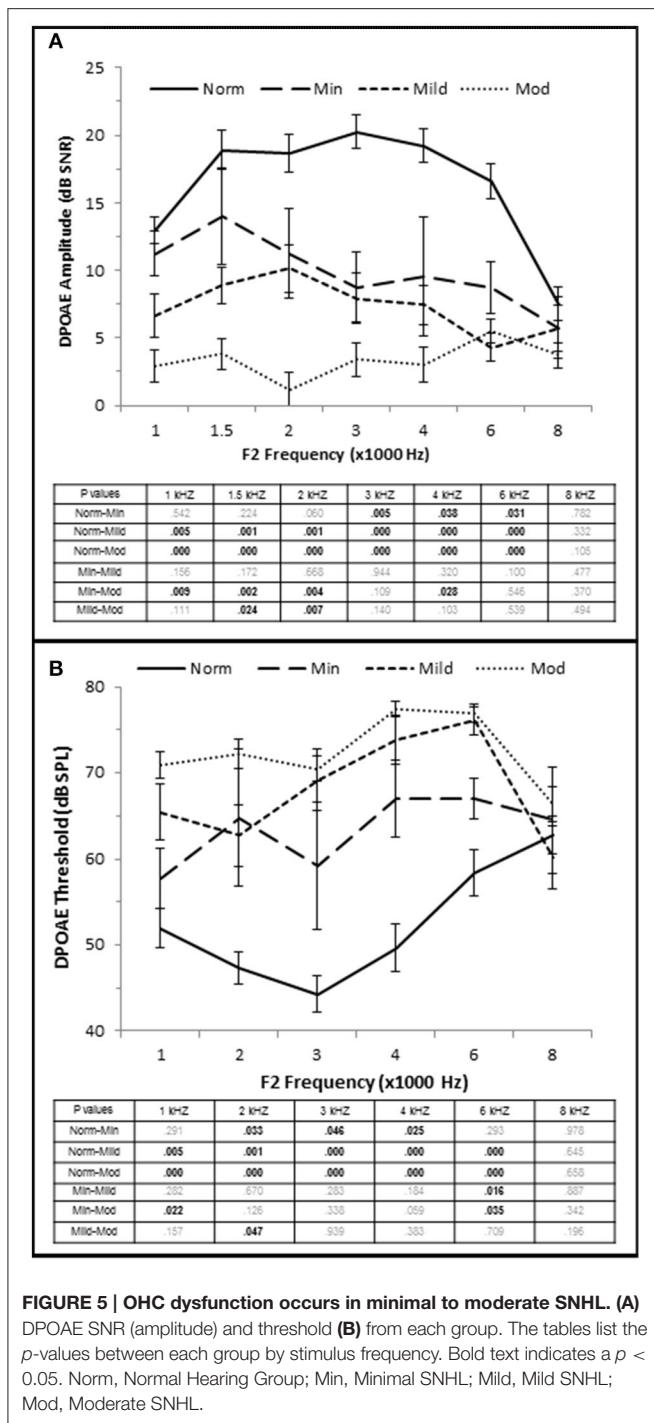 A
25
20
15
10
5
0
Norm Min Mild Mod
DPOAE Amplitude (dB SNR)
1 1.5 2 3 4 6 8
F2 Frequency (x1000 Hz)
P values 1 kHZ 1.5 kHZ 2 kHZ 3 kHZ 4 kHZ 6 kHZ 8 kHZ
Norm-Min .542 .224 .060 .005 .038 .031 .782
Norm-Mild .005 .001 .001 .000 .000 .000 .332
Norm-Mod .000 .000 .000 .000 .000 .000 .105
Min-Mild .156 .172 .668 .944 .320 .100 .477
Min-Mod .009 .002 .004 .109 .028 .546 .370
Mild-Mod .111 .024 .007 .140 .103 .539 .494
B
Norm Min Mild Mod
80
70
60
50
40
DPOAE Threshold (dB SPL)
1 2 3 4 6 8
F2 Frequency (x1000 Hz)
P values 1 kHZ 2 kHZ 3 kHZ 4 kHZ 6 kHZ 8 kHZ
Norm-Min .291 .033 .046 .025 .293 .978
Norm-Mild .005 .001 .000 .000 .000 .645
Norm-Mod .000 .000 .000 .000 .000 .658
Min-Mild .282 .670 .283 .184 .016 .887
Min-Mod .022 .126 .338 .059 .035 .342
Mild-Mod .157 .047 .939 .383 .709 .196
FIGURE 5 | OHC dysfunction occurs in minimal to moderate SNHL. (A)
DPOAE SNR (amplitude) and threshold (B) from each group. The tables list the
p-values between each group by stimulus frequency. Bold text indicates a p <
0.05. Norm, Normal Hearing Group; Min, Minimal SNHL; Mild, Mild SNHL;
Mod, Moderate SNHL.